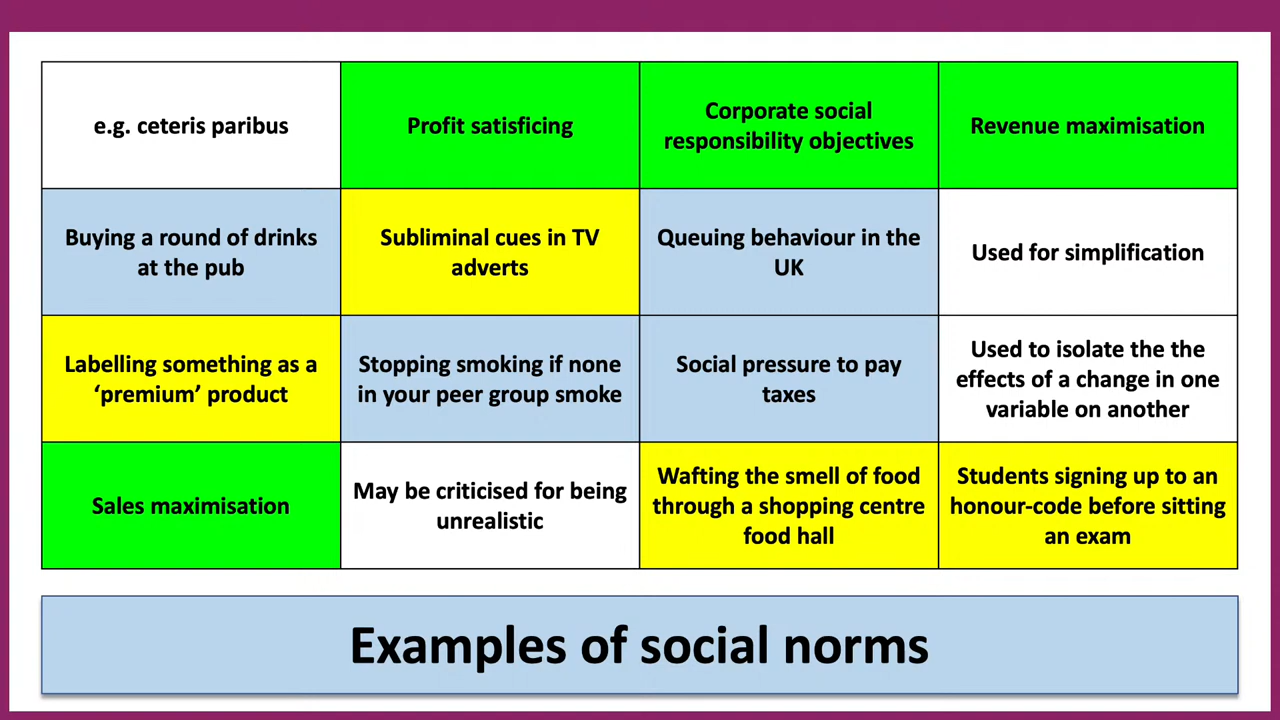 e.g. ceteris paribus
Profit satisficing
Corporate social
responsibility objectives
Revenue maximisation
Buying a round of drinks
at the pub
Subliminal cues in TV
adverts
Queuing behaviour in the
UK
Used for simplification
Labelling something as a
‘premium’ product
Stopping smoking if none
in your peer group smoke
Social pressure to pay
taxes
Used to isolate the the
effects of a change in one
variable on another
Sales maximisation
May be criticised for being
unrealistic
Wafting the smell of food
through a shopping centre
food hall
Students signing up to an
honour-code before sitting
an exam
Examples of social norms